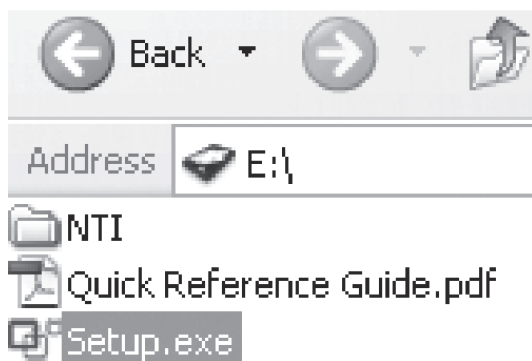 Back
Address E:\
NTI
Quick Reference Guide.pdf
Setup.exe